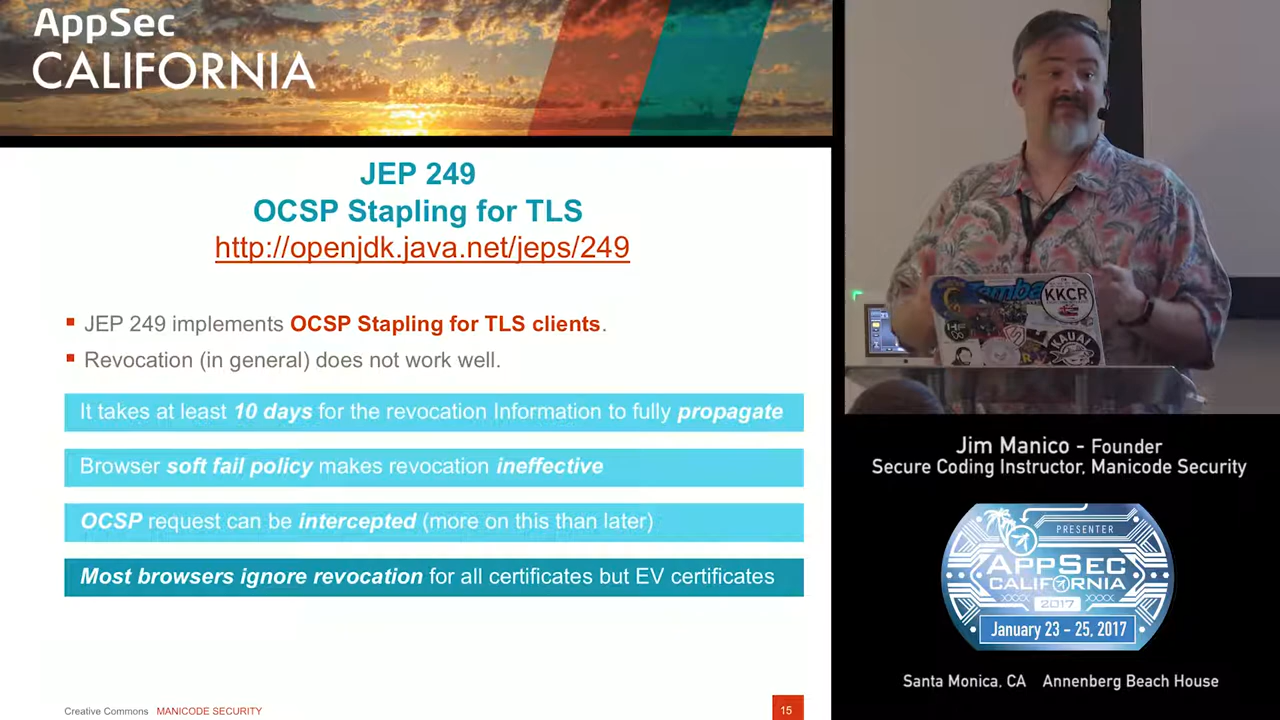 AppSec
CALIFORNIA
JEP 249
OCSP Stapling for TLS
http://openjdk.java.net/jeps/249
JEP 249 implements OCSP Stapling for TLS clients.
Revocation (in general) does not work well.
It takes at least 10 days for the revocation Information to fully propagate
Browser soft fail policy makes revocation ineffective
OCSP request can be intercepted (more on this than later)
Most browsers ignore revocation for all certificates but EV certificates
Creative Commons MANICODE SECURITY
15
KKCR
KAUAI
Jim Manico - Founder
Secure Coding Instructor, Manicode Security
PRESENTER
APPSEC
CALIFORNIA
2017
January 23 - 25, 2017
Santa Monica, CA Annenberg Beach House